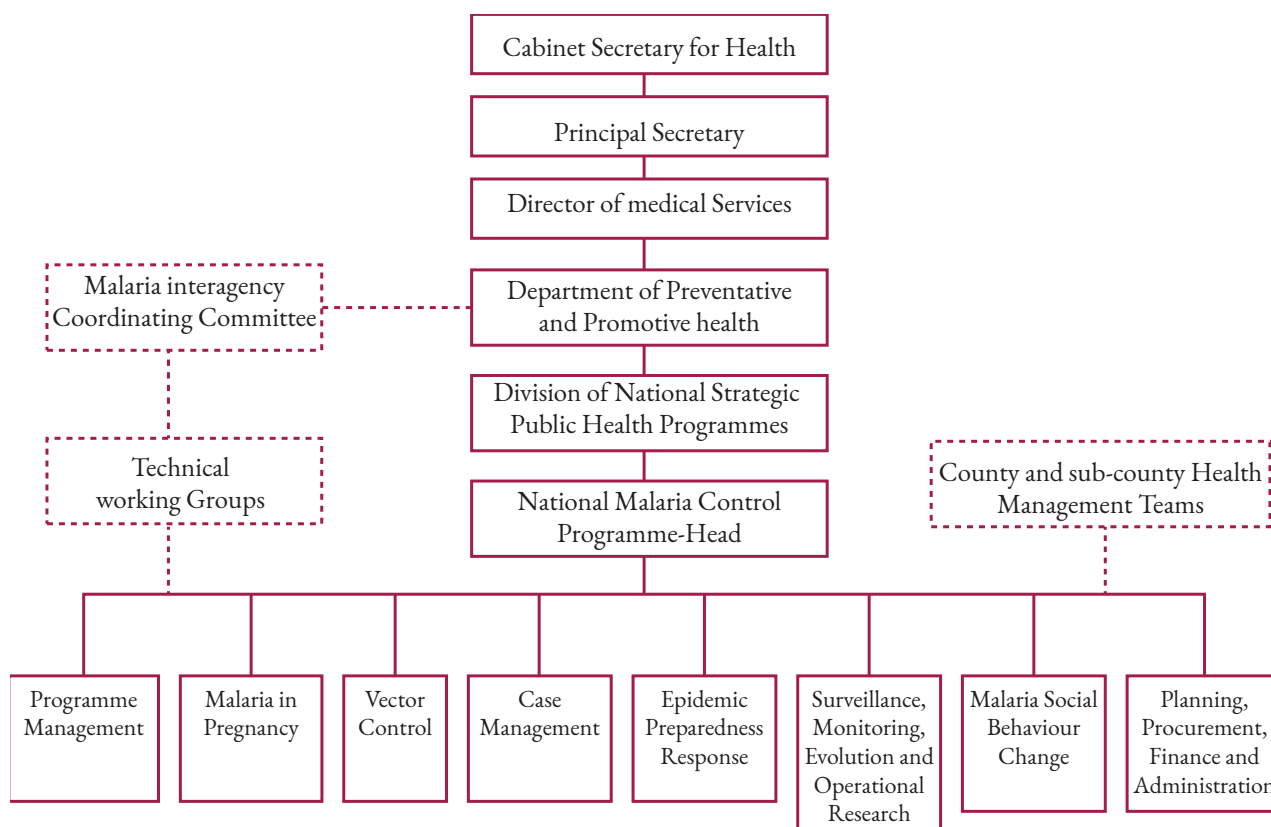 Cabinet Secretary for Health
Principal Secretary
Director of medical Services
Malaria interagency
Coordinating Committee
Department of Preventative
and Promotive health
Division of National Strategic
Public Health Programmes
Technical
working Groups
National Malaria Control
Programme-Head
County and sub-county Health
Management Teams
Programme
Management
Malaria in
Pregnancy
Vector
Control
Case
Management
Epidemic
Preparedness
Response
Surveillance,
Monitoring,
Evolution and
Operational
Research
Malaria Social
Behaviour
Change
Planning,
Procurement,
Finance and
Administration